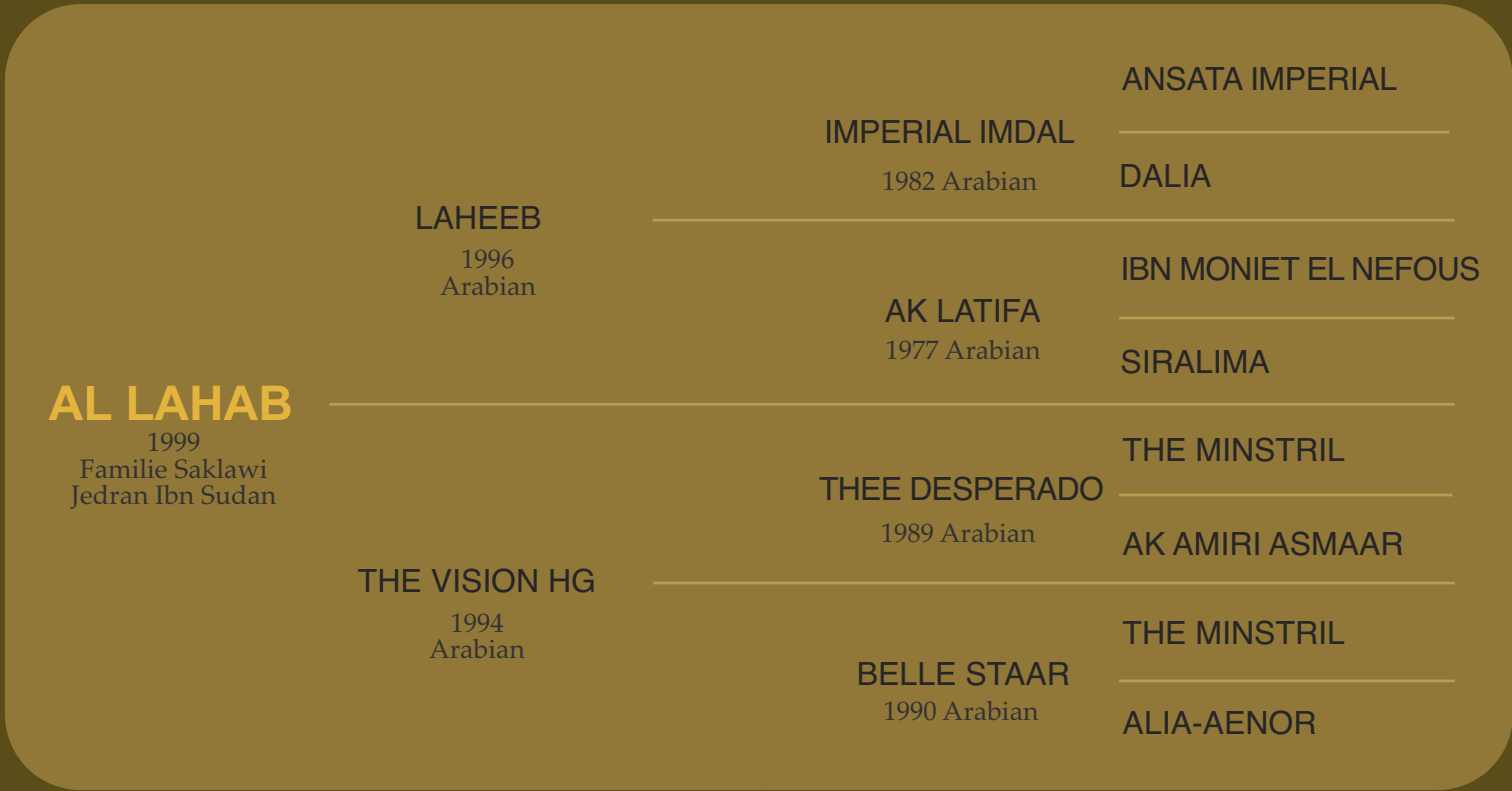 AL LAHAB
1999
Familie Saklawi
Jedran Ibn Sudan
LAHEEB
1996
Arabian
THE VISION HG
1994
Arabian
IMPERIAL IMDAL
1982 Arabian
AK LATIFA
1977 Arabian
THEE DESPERADO
1989 Arabian
BELLE STAAR
1990 Arabian
ANSATA IMPERIAL
DALIA
IBN MONIET EL NEFOUS
SIRALIMA
THE MINSTRIL
AK AMIRI ASMAAR
THE MINSTRIL
ALIA-AENOR